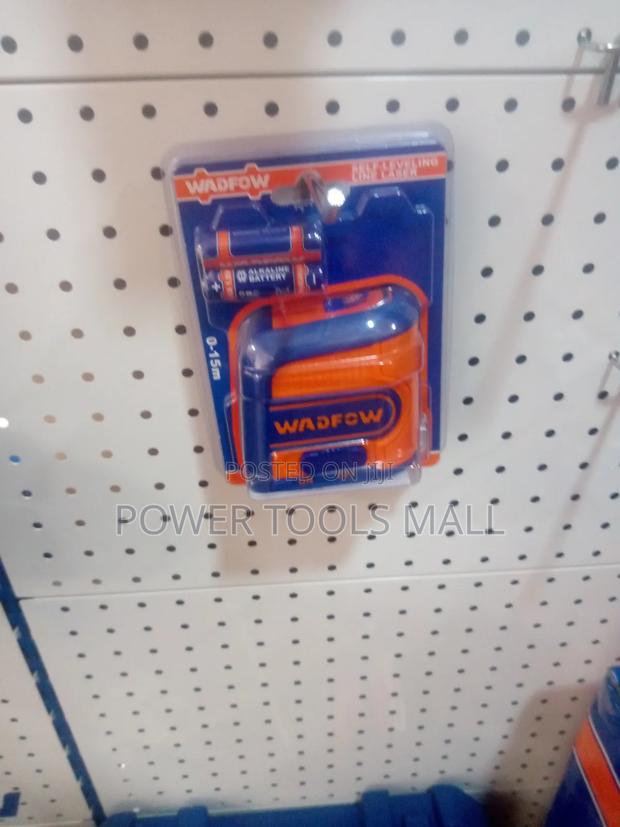 WADFOW
SELF-LEVELING
LINE LASER
ALKALINE
BATTERY
+
-
0-15m
WADFOW
POSTED ON JIJI
POWER TOOLS MALL